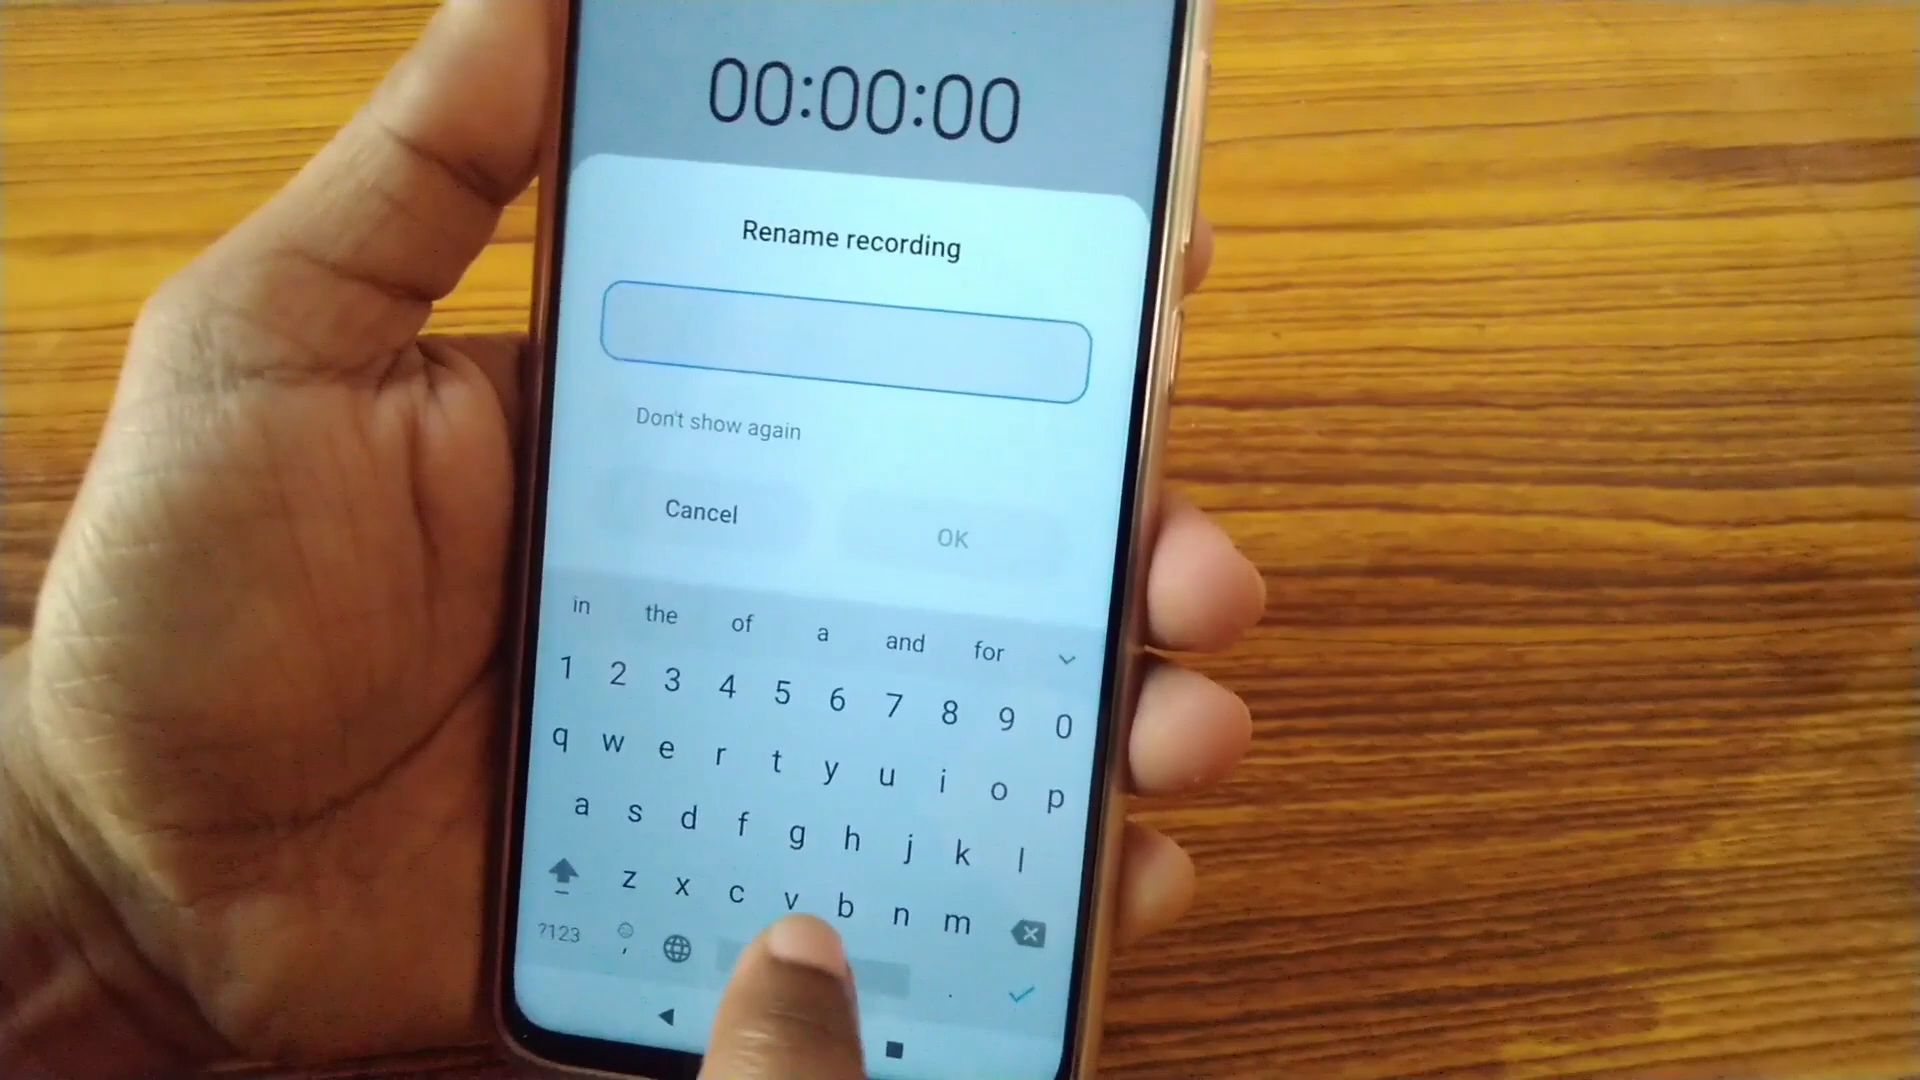 00:00:00
Rename recording
Don't show again
Cancel OK
in the of a and for
1 2 3 4 5 6 7 8 9 0
q w e r t y u i o p
a s d f g h j k l
z x c v b n m
?123 , .